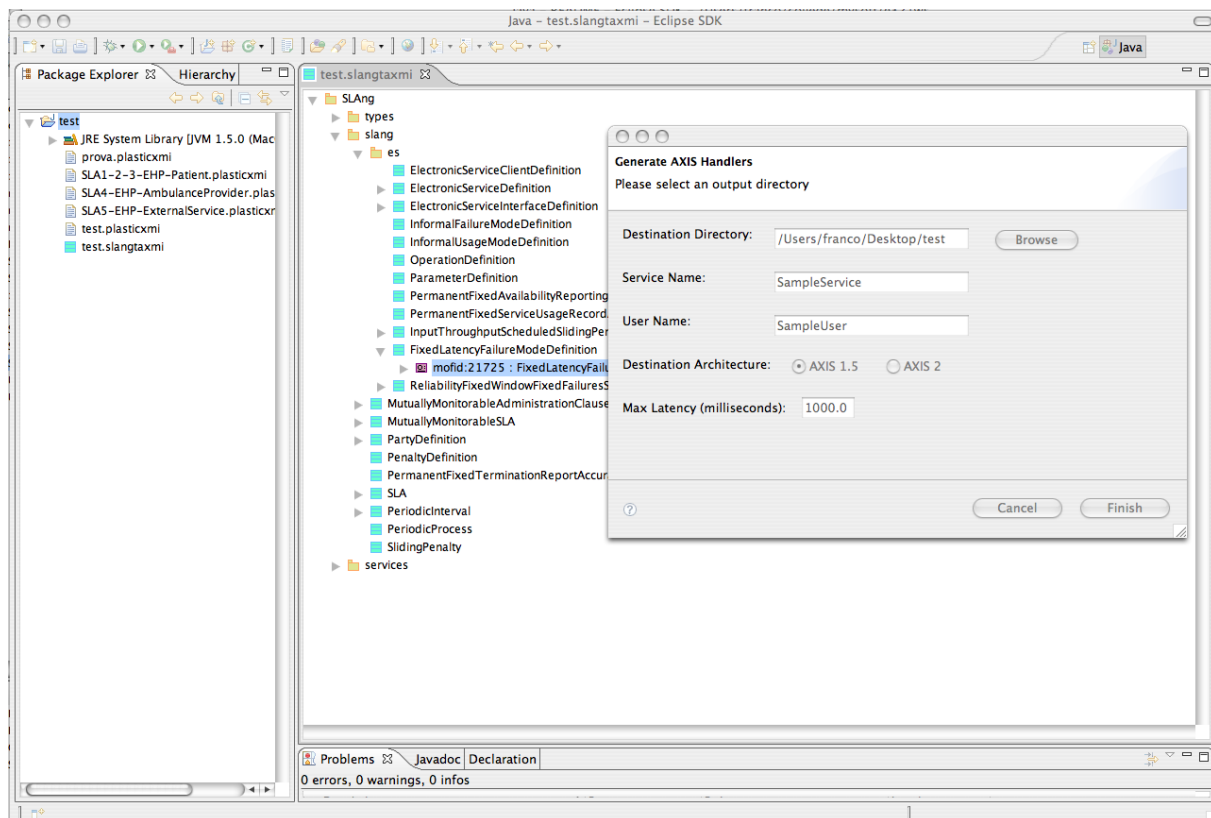 Java – test.slangtaxmi – Eclipse SDK
Java
Package Explorer
Hierarchy
test
JRE System Library [JVM 1.5.0 (Mac
prova.plasticxmi
SLA1-2-3-EHP-Patient.plasticxmi
SLA4-EHP-AmbulanceProvider.plas
SLA5-EHP-ExternalService.plasticxr
test.plasticxmi
test.slangtaxmi
test.slangtaxmi
SLAng
types
slang
es
ElectronicServiceClientDefinition
ElectronicServiceDefinition
ElectronicServiceInterfaceDefinition
InformalFailureModeDefinition
InformalUsageModeDefinition
OperationDefinition
ParameterDefinition
PermanentFixedAvailabilityReporting
PermanentFixedServiceUsageRecord
InputThroughputScheduledSlidingPer
FixedLatencyFailureModeDefinition
mofid:21725 : FixedLatencyFailu
ReliabilityFixedWindowFixedFailuresS
MutuallyMonitorableAdministrationClause
MutuallyMonitorableSLA
PartyDefinition
PenaltyDefinition
PermanentFixedTerminationReportAccur
SLA
PeriodicInterval
PeriodicProcess
SlidingPenalty
services
Generate AXIS Handlers
Please select an output directory
Destination Directory: /Users/franco/Desktop/test Browse
Service Name: SampleService
User Name: SampleUser
Destination Architecture: AXIS 1.5 AXIS 2
Max Latency (milliseconds): 1000.0
? Cancel Finish
Problems Javadoc Declaration
0 errors, 0 warnings, 0 infos